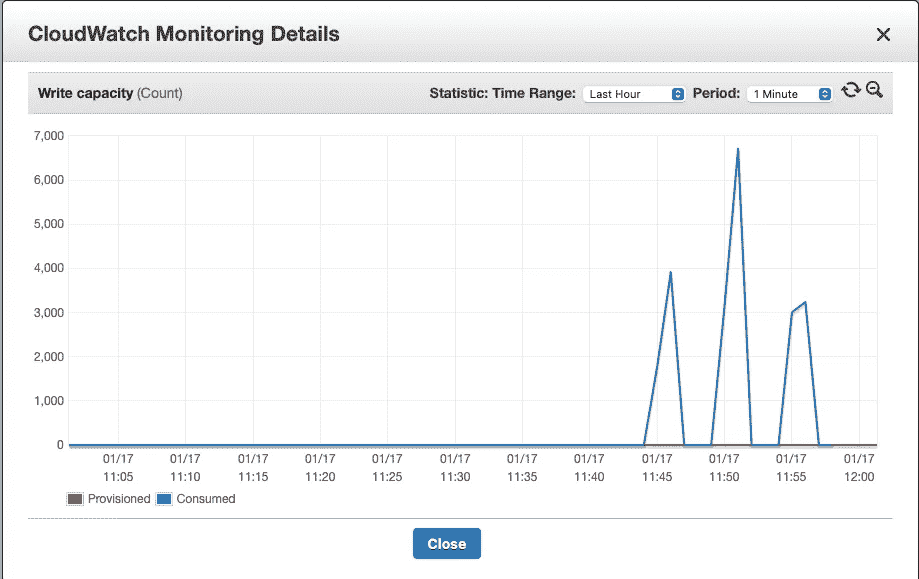 CloudWatch Monitoring Details
Write capacity (Count) Statistic: Time Range: Last Hour Period: 1 Minute
7,000
6,000
5,000
4,000
3,000
2,000
1,000
0
01/17 01/17 01/17 01/17 01/17 01/17 01/17 01/17 01/17 01/17 01/17 01/17
11:05 11:10 11:15 11:20 11:25 11:30 11:35 11:40 11:45 11:50 11:55 12:00
Provisioned Consumed
Close